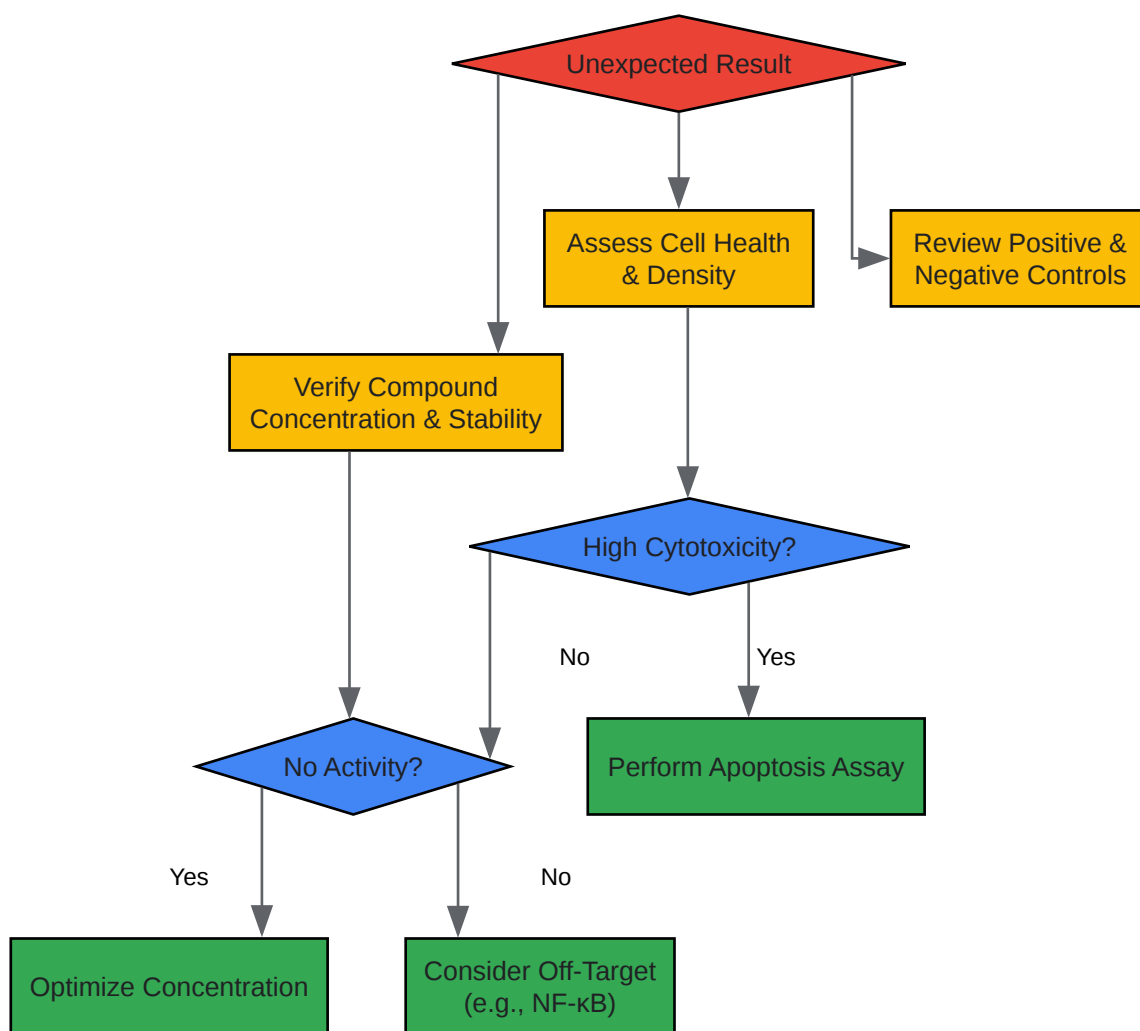 Unexpected Result
Assess Cell Health
& Density
Review Positive &
Negative Controls
Verify Compound
Concentration & Stability
High Cytotoxicity?
No
Yes
No Activity?
Perform Apoptosis Assay
Yes
No
Optimize Concentration
Consider Off-Target
(e.g., NF-κB)